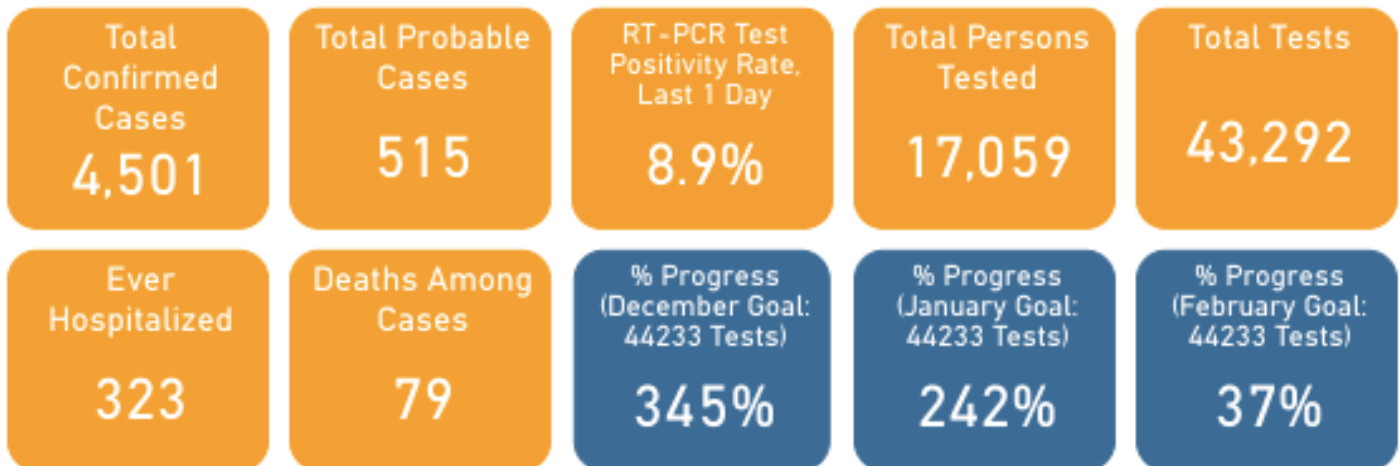 Total
Confirmed
Cases
4,501
Total Probable
Cases
515
RT-PCR Test
Positivity Rate,
Last 1 Day
8.9%
Total Persons
Tested
17,059
Total Tests
43,292
Ever
Hospitalized
323
Deaths Among
Cases
79
% Progress
(December Goal:
44233 Tests)
345%
% Progress
(January Goal:
44233 Tests)
242%
% Progress
(February Goal:
44233 Tests)
37%